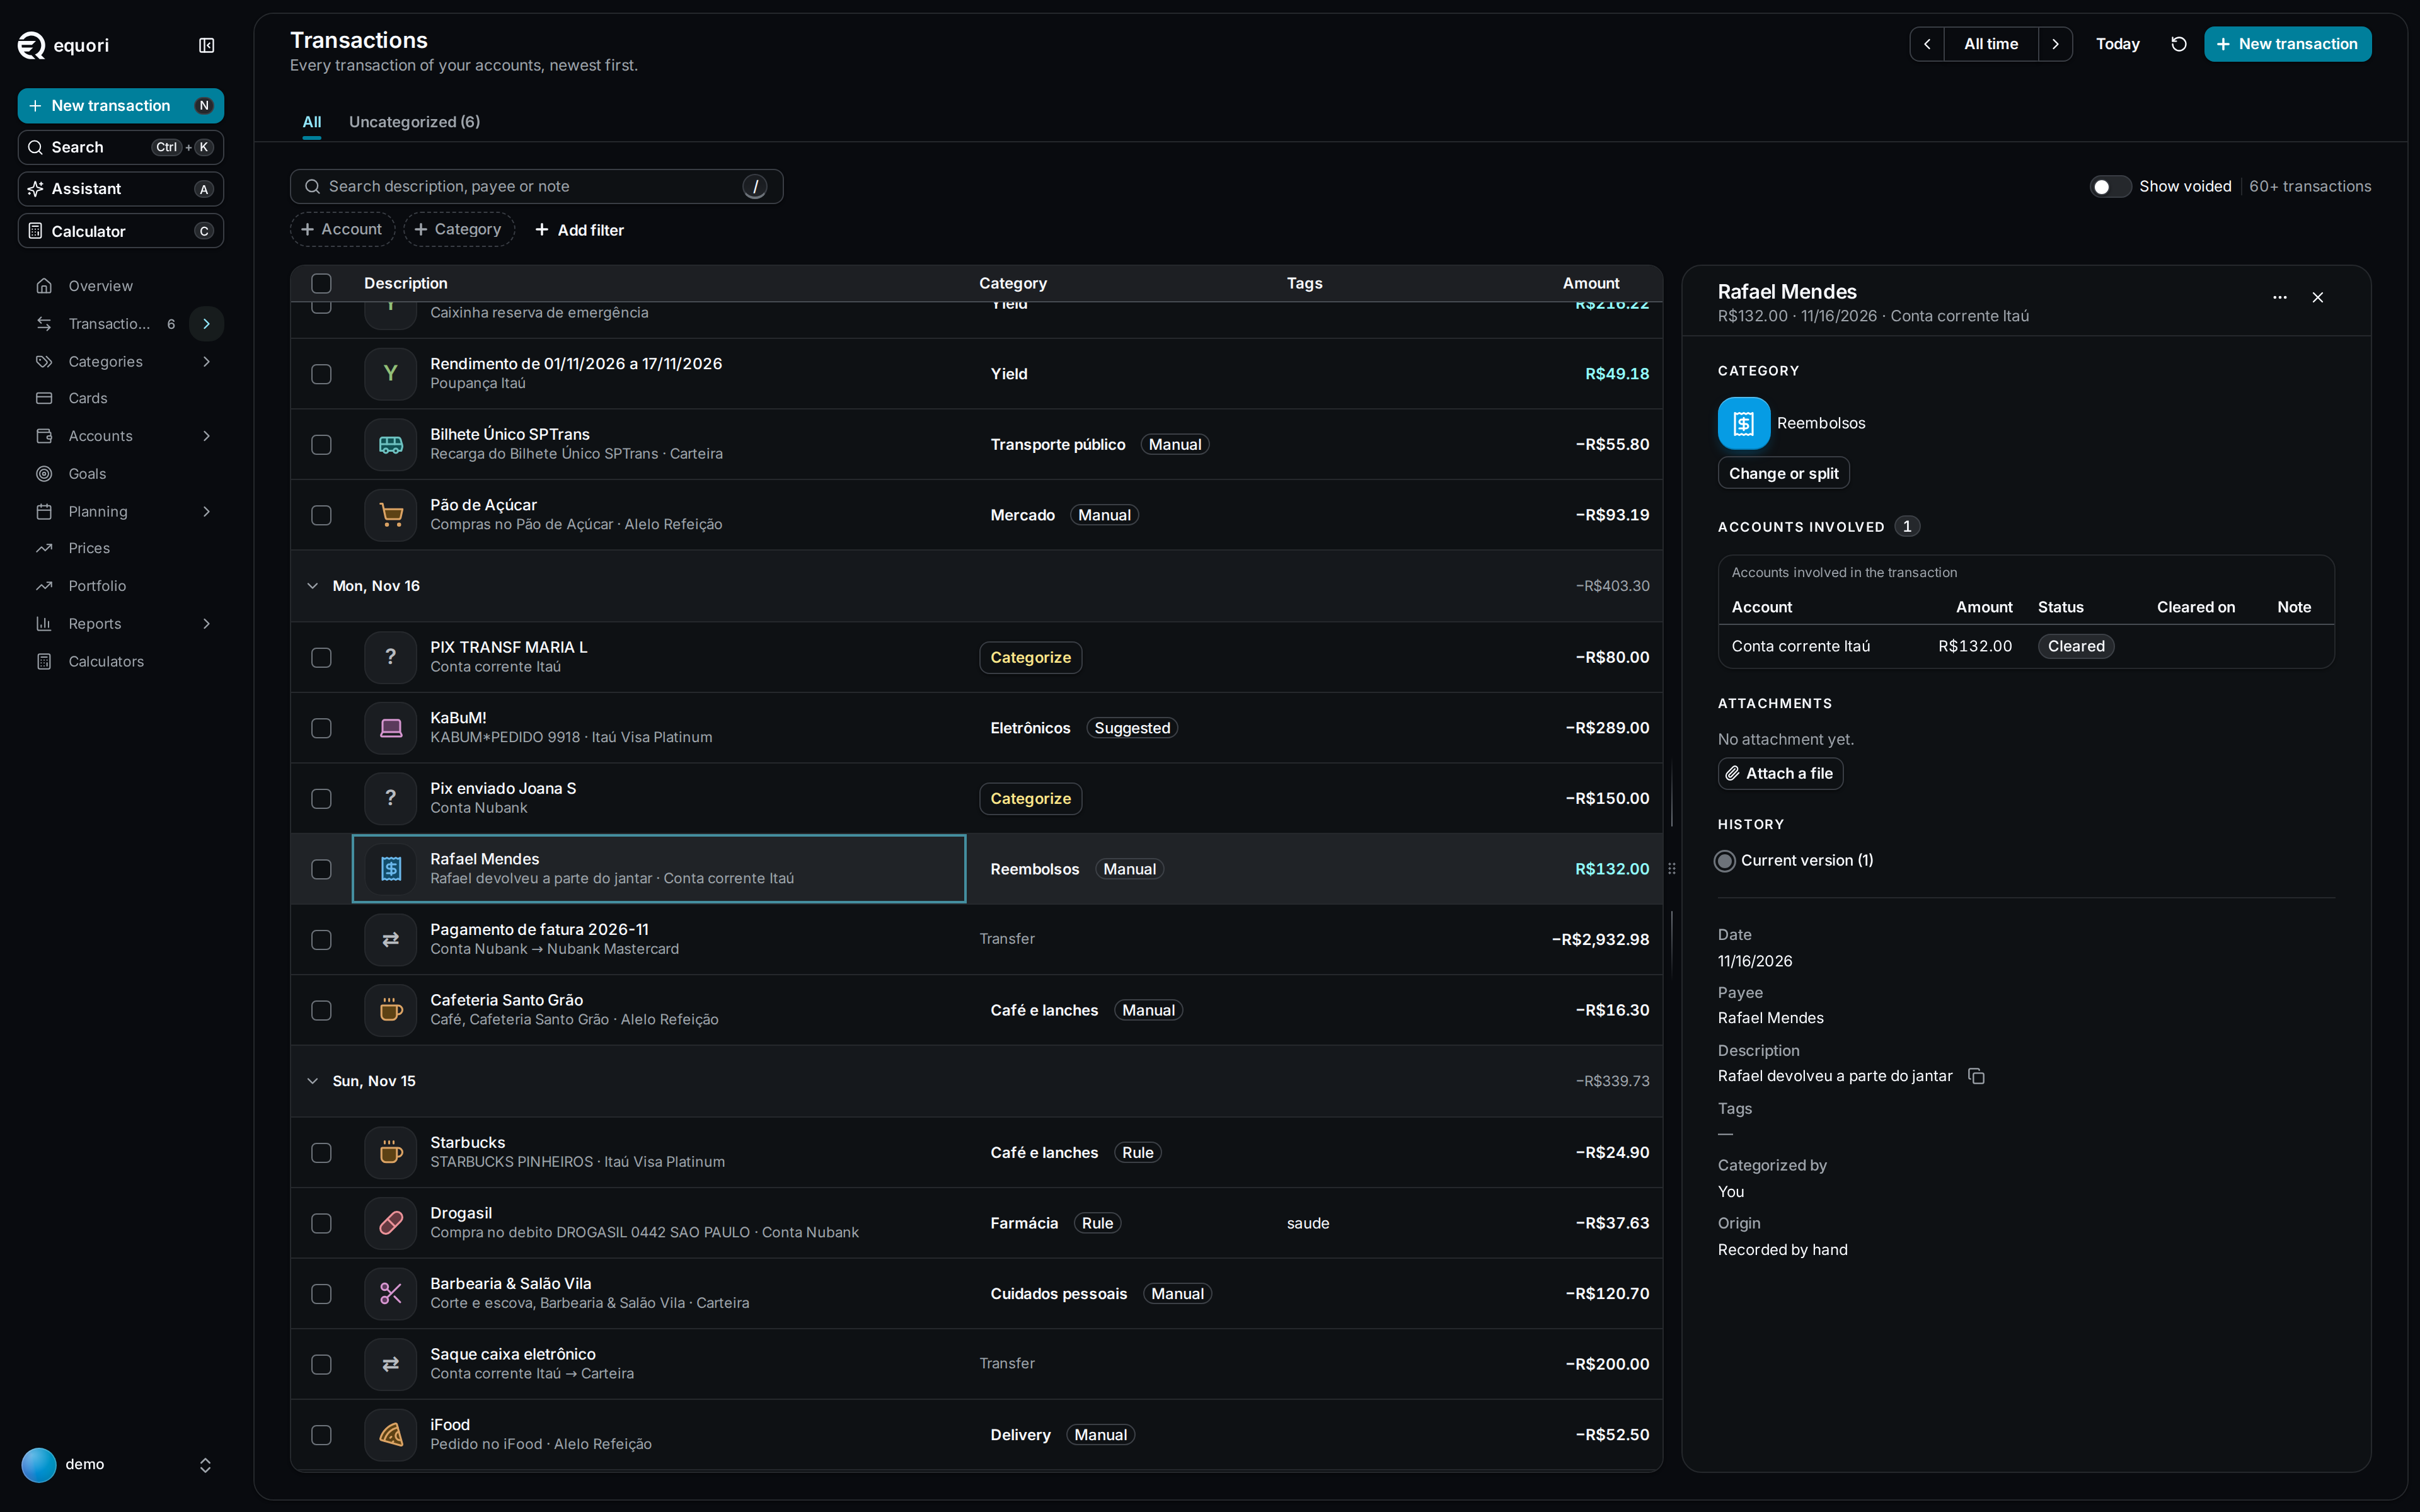 equori
New transaction N
Search Ctrl + K
Assistant A
Calculator C
Overview
Transactio... 6
Categories
Cards
Accounts
Goals
Planning
Prices
Portfolio
Reports
Calculators
demo
Transactions
Every transaction of your accounts, newest first.
All time
Today
New transaction
All Uncategorized (6)
Search description, payee or note /
Show voided 60+ transactions
Account Category Add filter
Description Category Tags Amount
Caixinha reserva de emergência Yield R$216.22
Rendimento de 01/11/2026 a 17/11/2026
Poupança Itaú
Y Yield R$49.18
Bilhete Único SPTrans
Recarga do Bilhete Único SPTrans · Carteira
Transporte público Manual −R$55.80
Pão de Açúcar
Compras no Pão de Açúcar · Alelo Refeição
Mercado Manual −R$93.19
Mon, Nov 16 −R$403.30
PIX TRANSF MARIA L
Conta corrente Itaú
? Categorize −R$80.00
KaBuM!
KABUM*PEDIDO 9918 · Itaú Visa Platinum
Eletrônicos Suggested −R$289.00
Pix enviado Joana S
Conta Nubank
? Categorize −R$150.00
Rafael Mendes
Rafael devolveu a parte do jantar · Conta corrente Itaú
Reembolsos Manual R$132.00
Pagamento de fatura 2026-11
Conta Nubank → Nubank Mastercard
Transfer −R$2,932.98
Cafeteria Santo Grão
Café, Cafeteria Santo Grão · Alelo Refeição
Café e lanches Manual −R$16.30
Sun, Nov 15 −R$339.73
Starbucks
STARBUCKS PINHEIROS · Itaú Visa Platinum
Café e lanches Rule −R$24.90
Drogasil
Compra no debito DROGASIL 0442 SAO PAULO · Conta Nubank
Farmácia Rule saude −R$37.63
Barbearia & Salão Vila
Corte e escova, Barbearia & Salão Vila · Carteira
Cuidados pessoais Manual −R$120.70
Saque caixa eletrônico
Conta corrente Itaú → Carteira
Transfer −R$200.00
iFood
Pedido no iFood · Alelo Refeição
Delivery Manual −R$52.50
Rafael Mendes
R$132.00 · 11/16/2026 · Conta corrente Itaú
CATEGORY
Reembolsos
Change or split
ACCOUNTS INVOLVED 1
Accounts involved in the transaction
Account Amount Status Cleared on Note
Conta corrente Itaú R$132.00 Cleared
ATTACHMENTS
No attachment yet.
Attach a file
HISTORY
Current version (1)
Date
11/16/2026
Payee
Rafael Mendes
Description
Rafael devolveu a parte do jantar
Tags
—
Categorized by
You
Origin
Recorded by hand